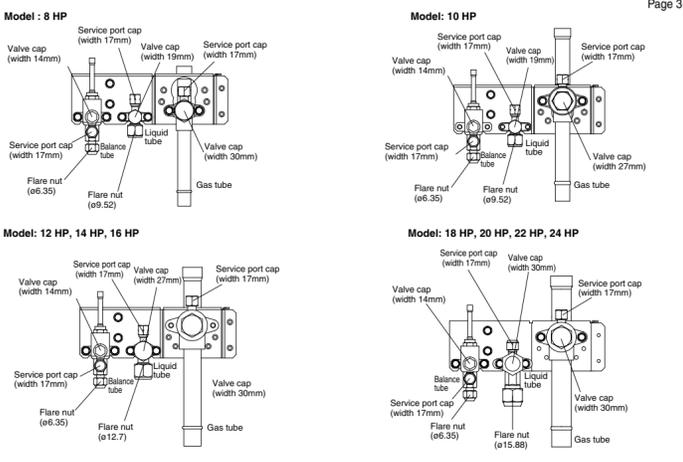 Page 3
Model : 8 HP
Service port cap
(width 17mm)
Valve cap
(width 14mm)
Valve cap
(width 19mm)
Service port cap
(width 17mm)
Service port cap
(width 17mm)
Balance
tube
Liquid
tube
Valve cap
(width 30mm)
Flare nut
(ø6.35)
Flare nut
(ø9.52)
Gas tube
Model: 10 HP
Service port cap
(width 17mm)
Valve cap
(width 14mm)
Valve cap
(width 19mm)
Service port cap
(width 17mm)
Service port cap
(width 17mm)
Balance
tube
Liquid
tube
Valve cap
(width 27mm)
Flare nut
(ø6.35)
Flare nut
(ø9.52)
Gas tube
Model: 12 HP, 14 HP, 16 HP
Service port cap
(width 17mm)
Valve cap
(width 14mm)
Valve cap
(width 27mm)
Service port cap
(width 17mm)
Service port cap
(width 17mm)
Balance
tube
Liquid
tube
Valve cap
(width 30mm)
Flare nut
(ø6.35)
Flare nut
(ø12.7)
Gas tube
Model: 18 HP, 20 HP, 22 HP, 24 HP
Service port cap
(width 17mm)
Valve cap
(width 30mm)
Valve cap
(width 14mm)
Service port cap
(width 17mm)
Balance
tube
Liquid
tube
Service port cap
(width 17mm)
Valve cap
(width 30mm)
Flare nut
(ø6.35)
Flare nut
(ø15.88)
Gas tube